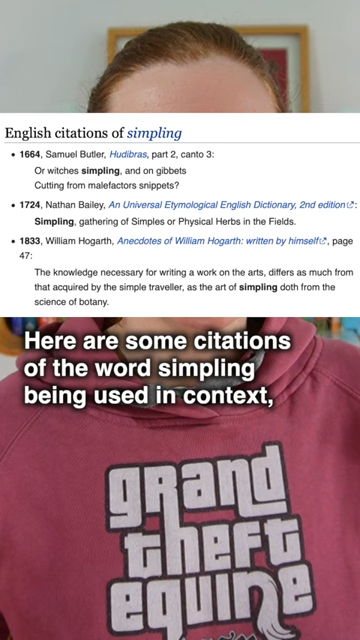 English citations of simpling
• 1664, Samuel Butler, Hudibras, part 2, canto 3:
Or witches simpling, and on gibbets
Cutting from malefactors snippets?
• 1724, Nathan Bailey, An Universal Etymological English Dictionary, 2nd edition:
Simpling, gathering of Simples or Physical Herbs in the Fields.
• 1833, William Hogarth, Anecdotes of William Hogarth: written by himself, page
47:
The knowledge necessary for writing a work on the arts, differs as much from
that acquired by the simple traveller, as the art of simpling doth from the
science of botany.
Here are some citations
of the word simpling
being used in context,
grand
theft
equine